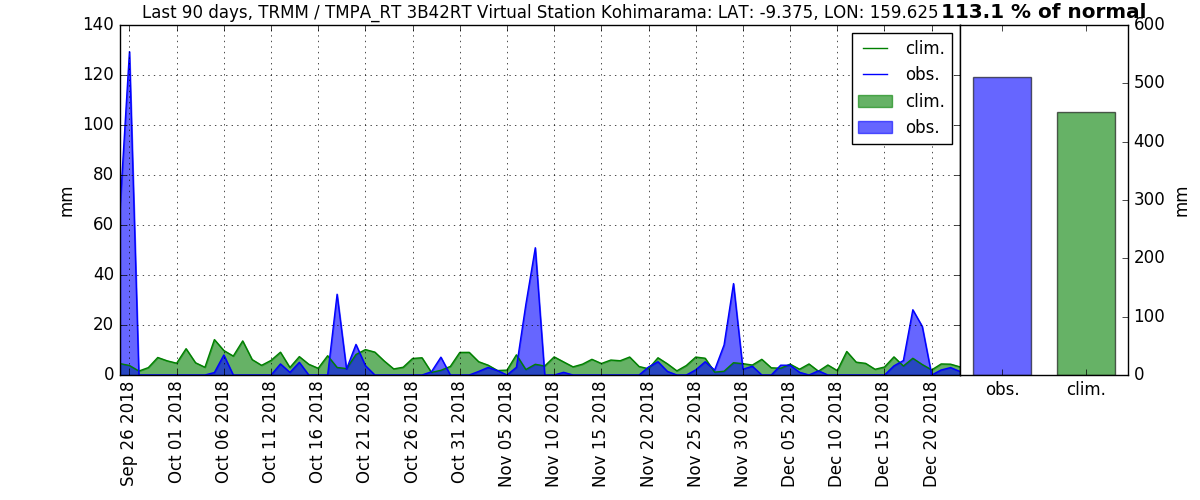 Last 90 days, TRMM / TMPA_RT 3B42RT Virtual Station Kohimarama: LAT: -9.375, LON: 159.625
113.1 % of normal
140
120
100
80
60
40
20
0
mm
clim.
obs.
clim.
obs.
Sep 26 2018
Oct 01 2018
Oct 06 2018
Oct 11 2018
Oct 16 2018
Oct 21 2018
Oct 26 2018
Oct 31 2018
Nov 05 2018
Nov 10 2018
Nov 15 2018
Nov 20 2018
Nov 25 2018
Nov 30 2018
Dec 05 2018
Dec 10 2018
Dec 15 2018
Dec 20 2018
600
500
400
300
200
100
0
mm
obs.
clim.